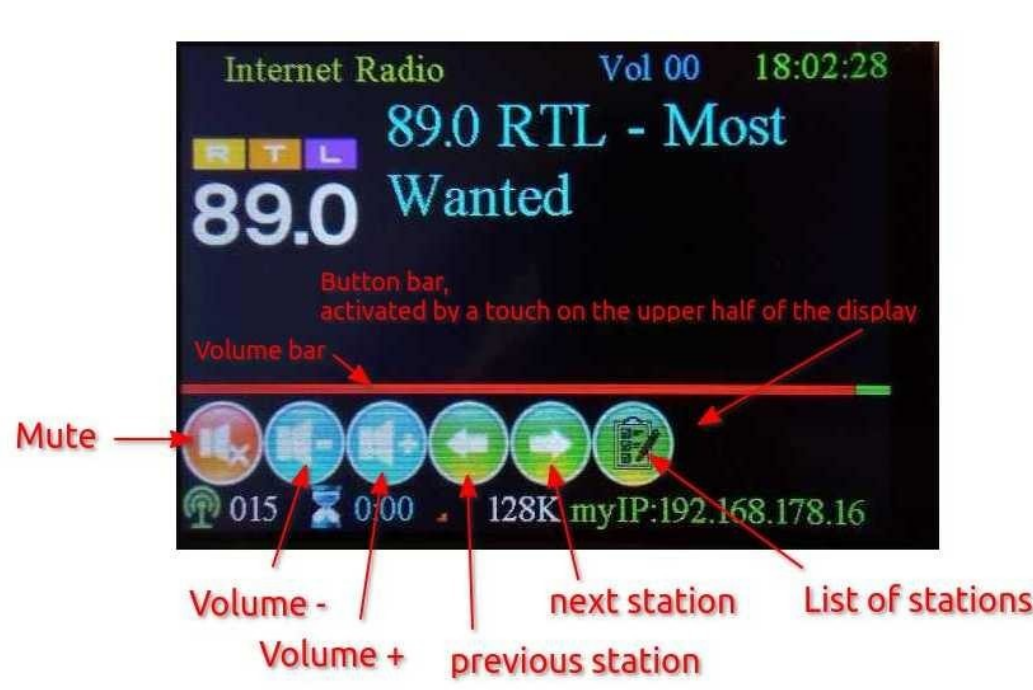 Internet Radio Vol 00 18:02:28
89.0 RTL - Most
Wanted
RTL
89.0
Button bar,
activated by a touch on the upper half of the display
Volume bar
Mute
015 0:00 128K myIP:192.168.178.16
Volume -
next station
List of stations
Volume +
previous station